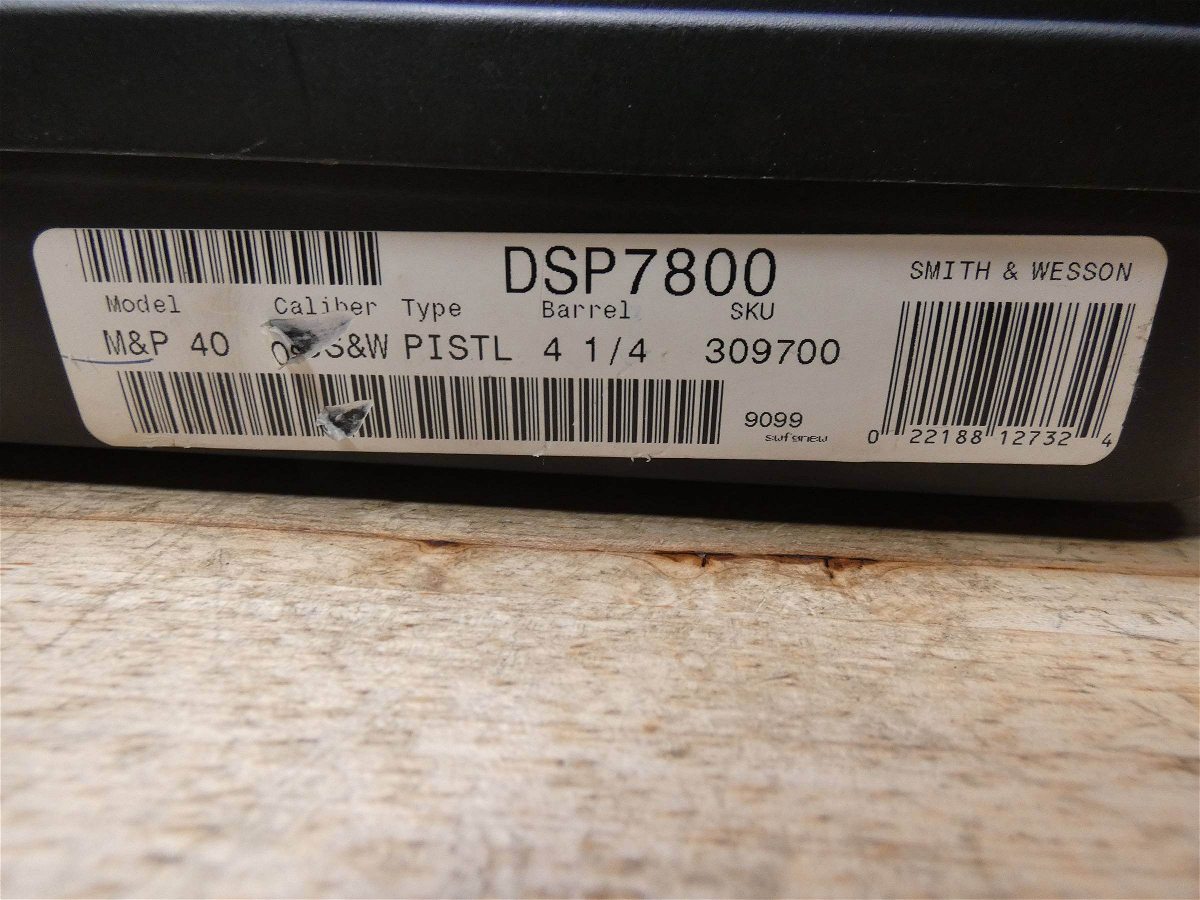 DSP7800
SMITH & WESSON
Model Caliber Type Barrel SKU
M&P 40 S&W PISTL 4 1/4 309700
9099
swfgnew
0 22188 12732 4